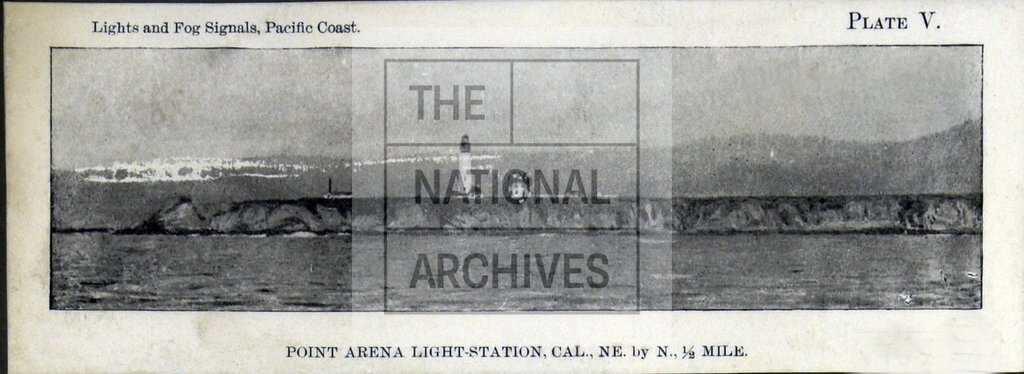 Lights and Fog Signals, Pacific Coast.
PLATE V.
THE
NATIONAL
ARCHIVES
POINT ARENA LIGHT-STATION, CAL., NE. by N., ½ MILE.